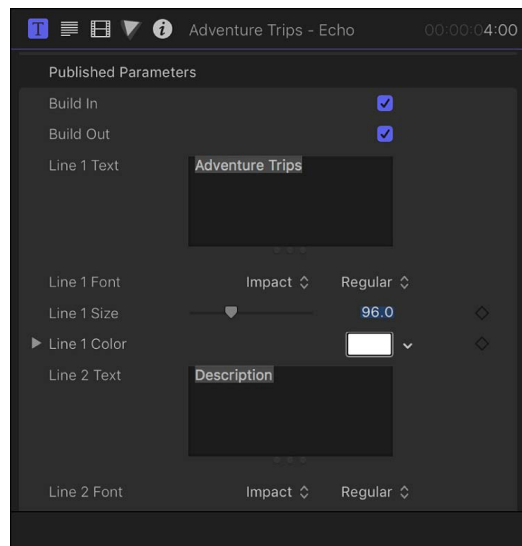 T i Adventure Trips - Echo 00:00:04:00
Published Parameters
Build In
Build Out
Line 1 Text Adventure Trips
Line 1 Font Impact Regular
Line 1 Size 96.0
Line 1 Color
Line 2 Text Description
Line 2 Font Impact Regular